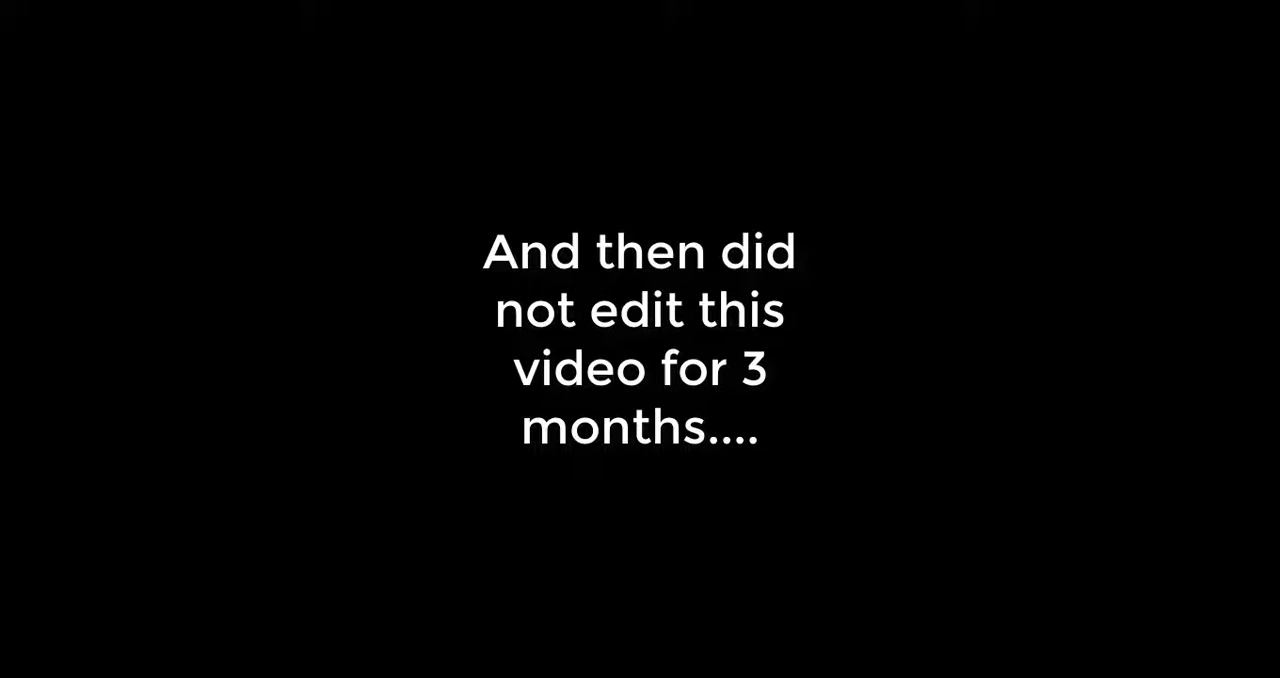 And then did
not edit this
video for 3
months....